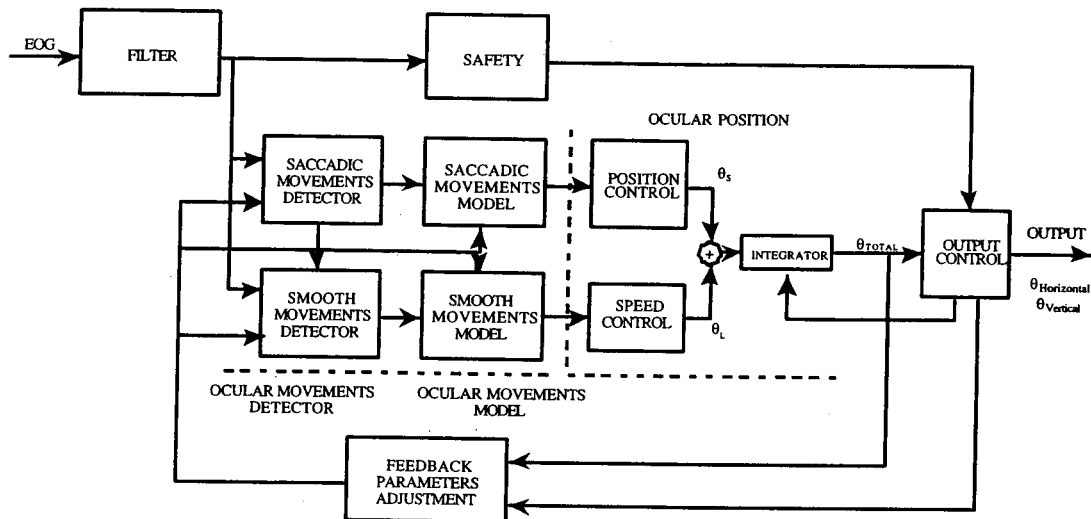 EOG
FILTER
SAFETY
OCULAR POSITION
SACCADIC
MOVEMENTS
DETECTOR
SACCADIC
MOVEMENTS
MODEL
POSITION
CONTROL
θS
+
INTEGRATOR
θTOTAL
OUTPUT
CONTROL
OUTPUT
θHorizontal
θVertical
SMOOTH
MOVEMENTS
DETECTOR
SMOOTH
MOVEMENTS
MODEL
SPEED
CONTROL
θL
OCULAR MOVEMENTS
DETECTOR
OCULAR MOVEMENTS
MODEL
FEEDBACK
PARAMETERS
ADJUSTMENT